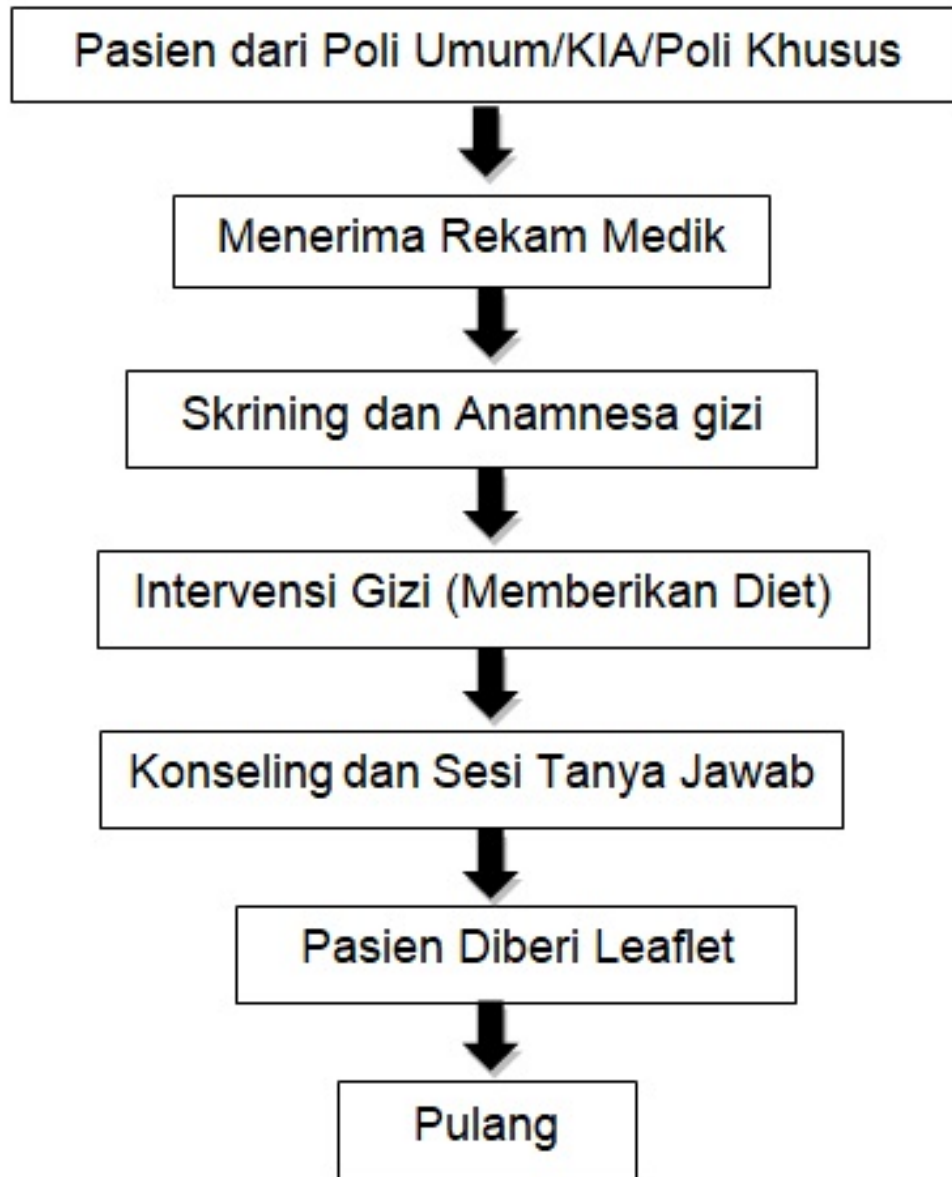 Pasien dari Poli Umum/KIA/Poli Khusus
Menerima Rekam Medik
Skrining dan Anamnesa gizi
Intervensi Gizi (Memberikan Diet)
Konseling dan Sesi Tanya Jawab
Pasien Diberi Leaflet
Pulang